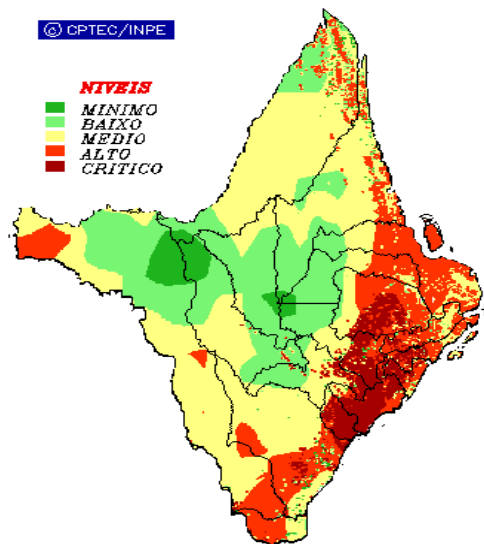 © CPTEC/INPE
NIVEIS
MINIMO
BAIXO
MEDIO
ALTO
CRITICO